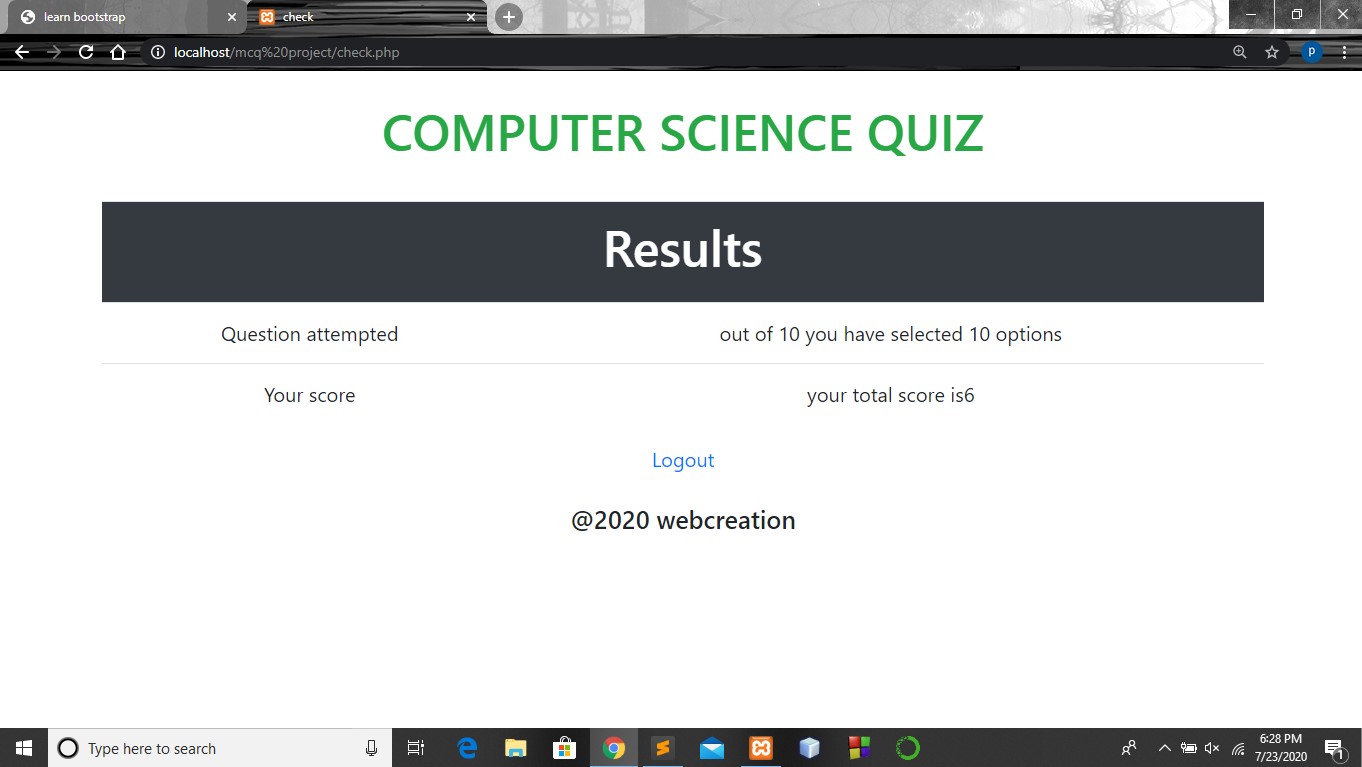 learn bootstrap
check
localhost/mcq%20project/check.php
p
COMPUTER SCIENCE QUIZ
Results
Question attempted
out of 10 you have selected 10 options
Your score
your total score is6
Logout
@2020 webcreation
Type here to search
6:28 PM
7/23/2020
1